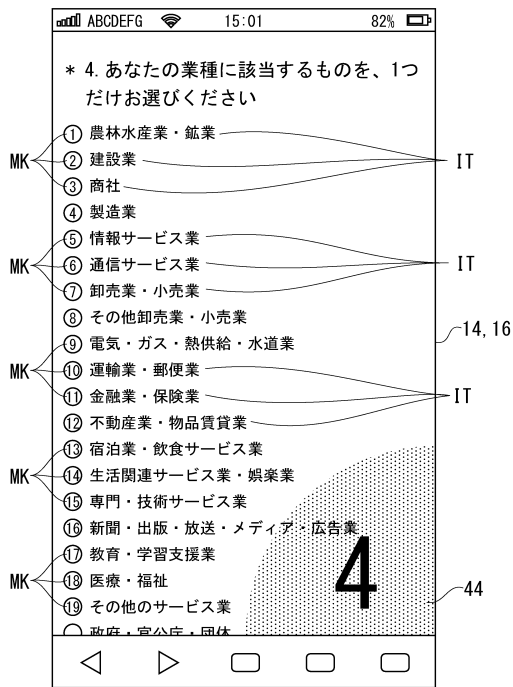 ABCDEFG 15:01 82%
* 4. あなたの業種に該当するものを、1つ
だけお選びください
① 農林水産業・鉱業
② 建設業
③ 商社
④ 製造業
⑤ 情報サービス業
⑥ 通信サービス業
⑦ 卸売業・小売業
⑧ その他卸売業・小売業
⑨ 電気・ガス・熱供給・水道業
⑩ 運輸業・郵便業
⑪ 金融業・保険業
⑫ 不動産業・物品賃貸業
⑬ 宿泊業・飲食サービス業
⑭ 生活関連サービス業・娯楽業
⑮ 専門・技術サービス業
⑯ 新聞・出版・放送・メディア・広告業
⑰ 教育・学習支援業
⑱ 医療・福祉
⑲ その他のサービス業
政府・官公庁・団体
4
MK
MK
MK
MK
MK
IT
IT
14, 16
IT
44